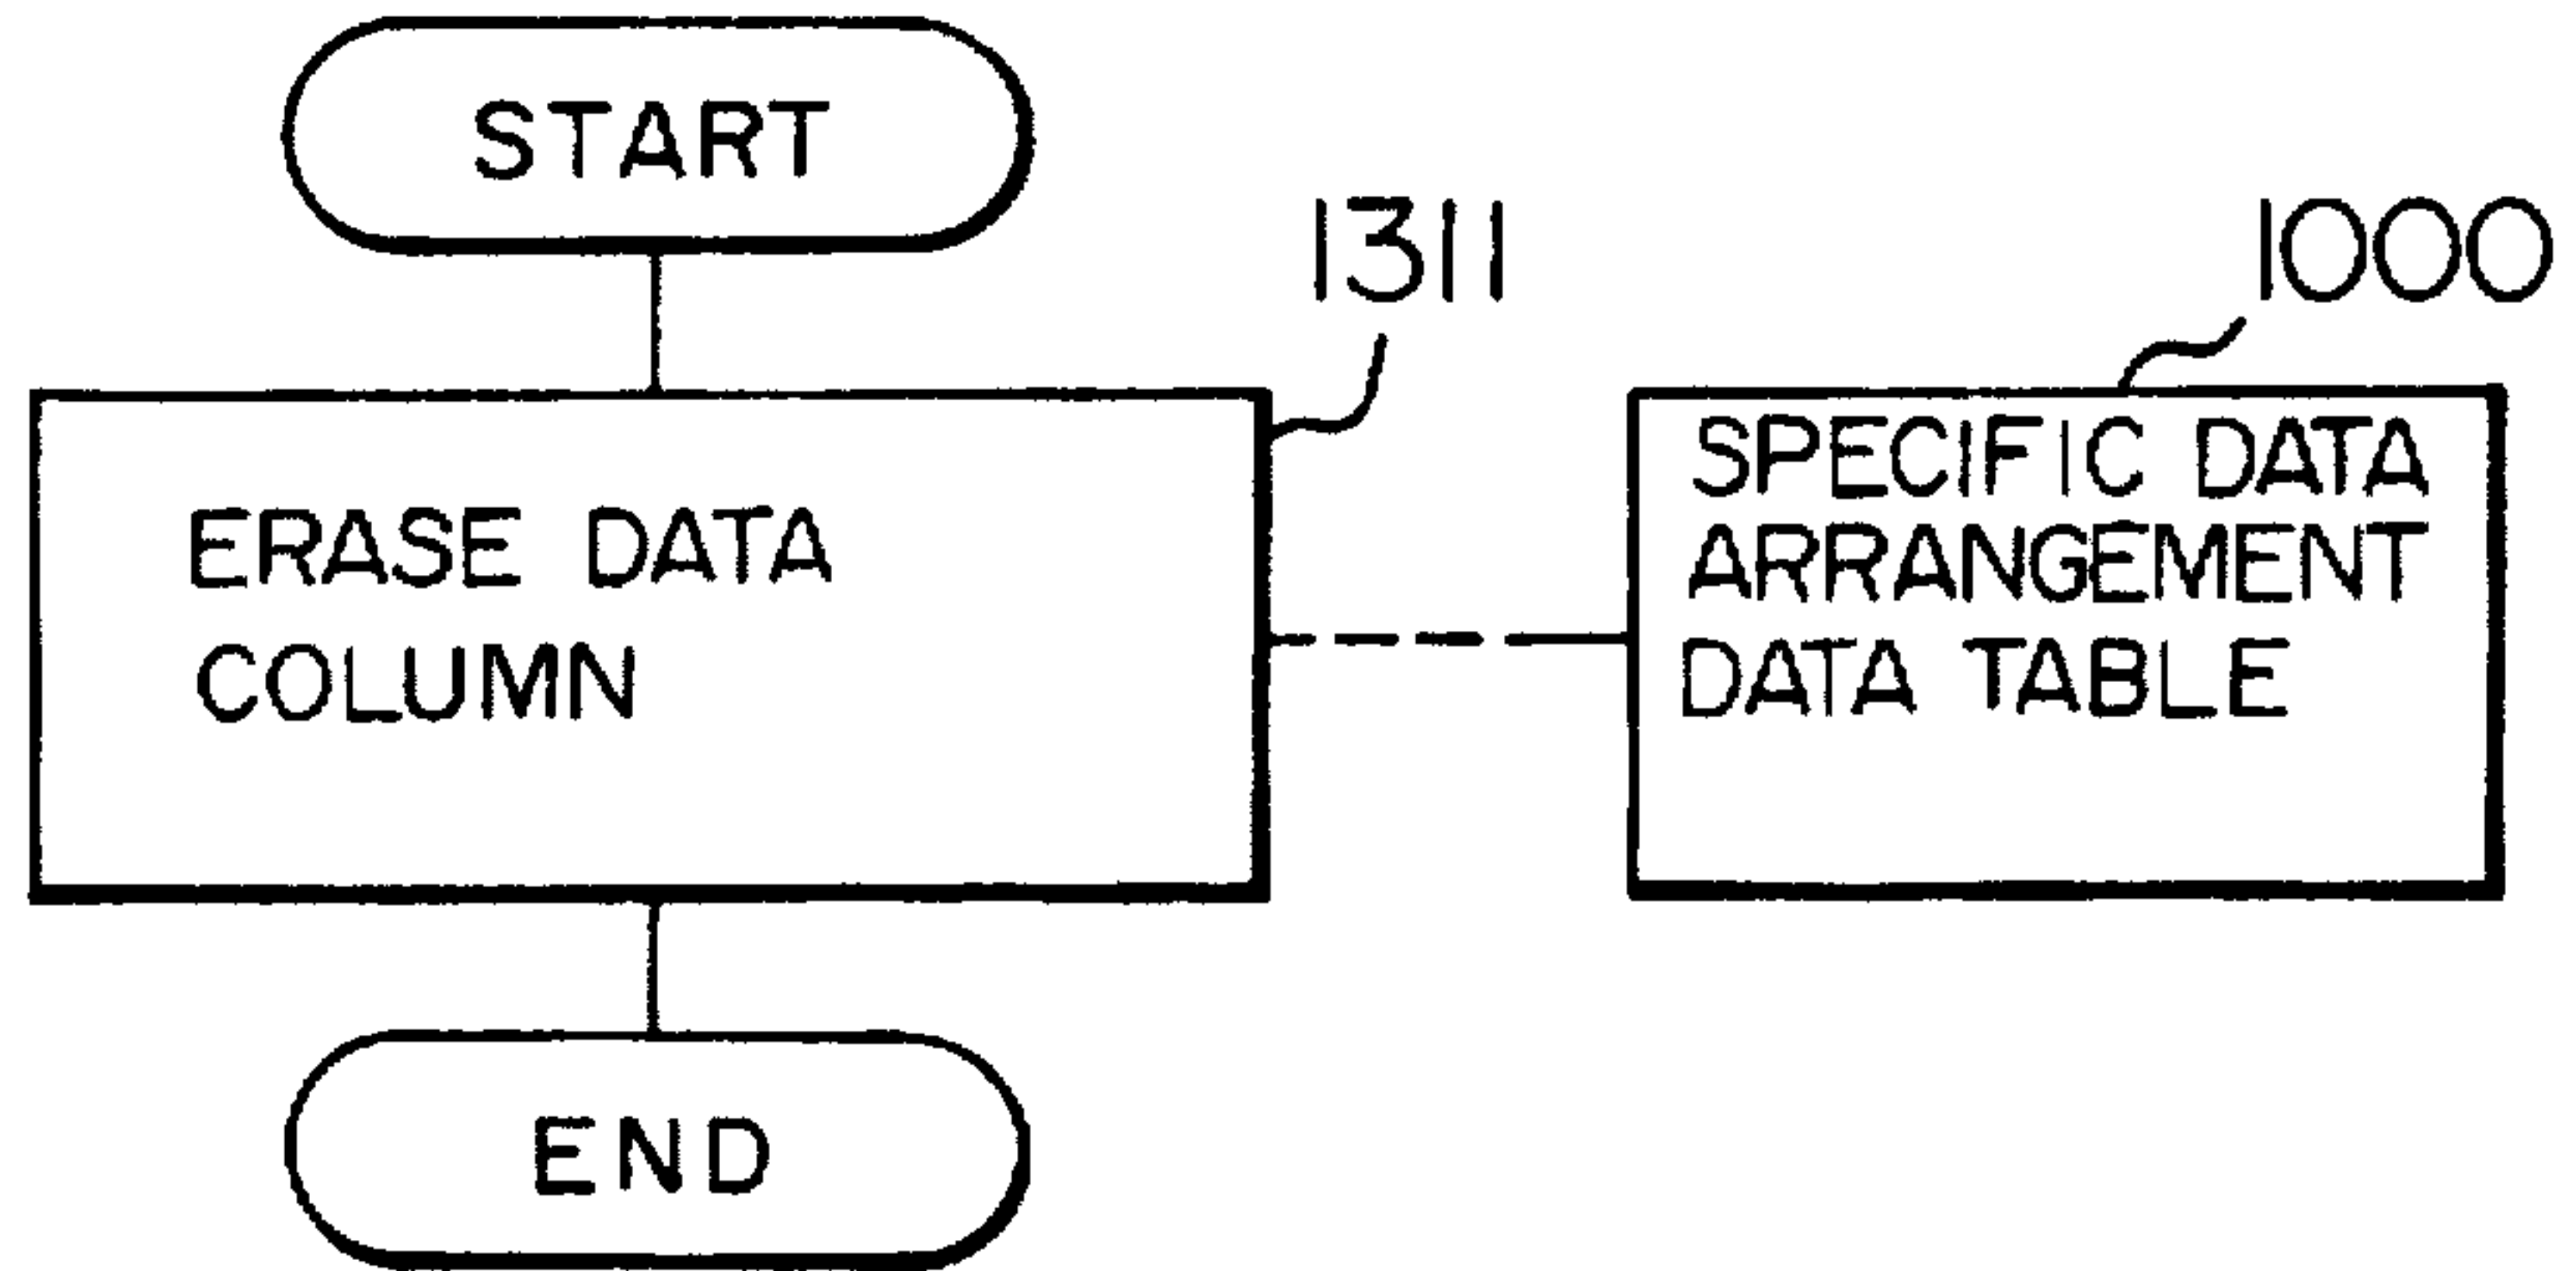 START
1311
1000
ERASE DATA
COLUMN
SPECIFIC DATA
ARRANGEMENT
DATA TABLE
END